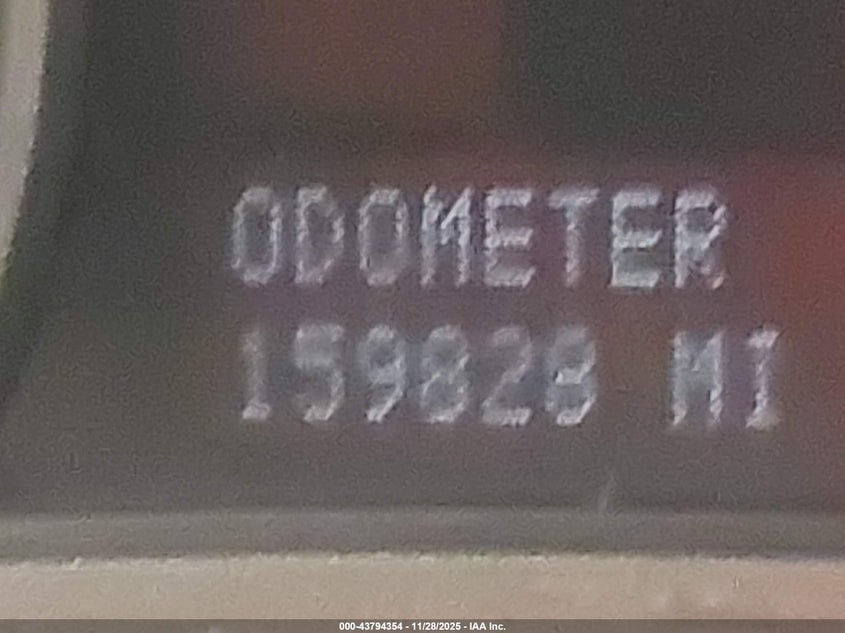 ODOMETER
159828 MI
000-43794354 - 11/28/2025 - IAA Inc.